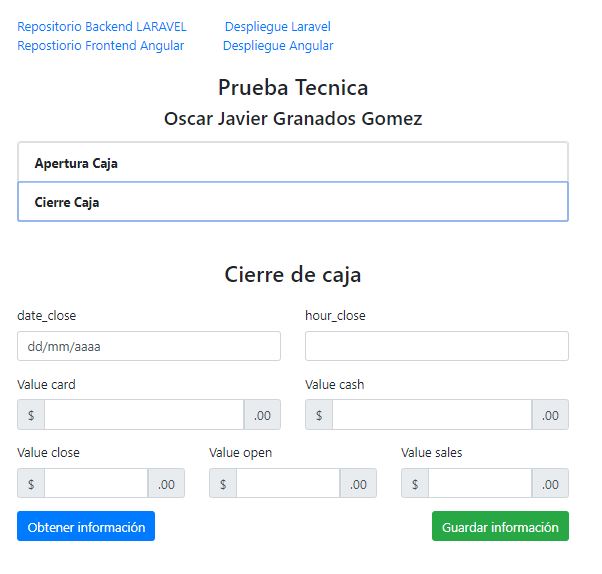 Repositorio Backend LARAVEL Despliegue Laravel
Repostiorio Frontend Angular Despliegue Angular
Prueba Tecnica
Oscar Javier Granados Gomez
Apertura Caja
Cierre Caja
Cierre de caja
date_close hour_close
dd/mm/aaaa
Value card Value cash
$ .00 $ .00
Value close Value open Value sales
$ .00 $ .00 $ .00
Obtener información Guardar información